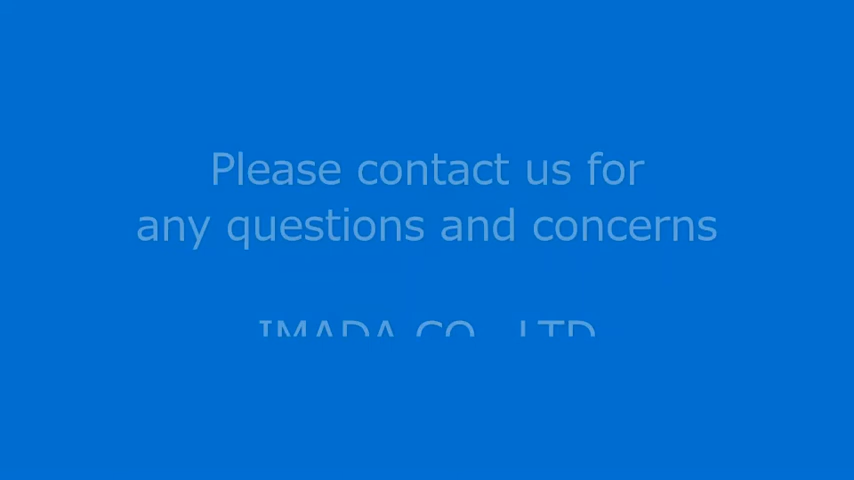 Please contact us for
any questions and concerns
IMADA CO., LTD